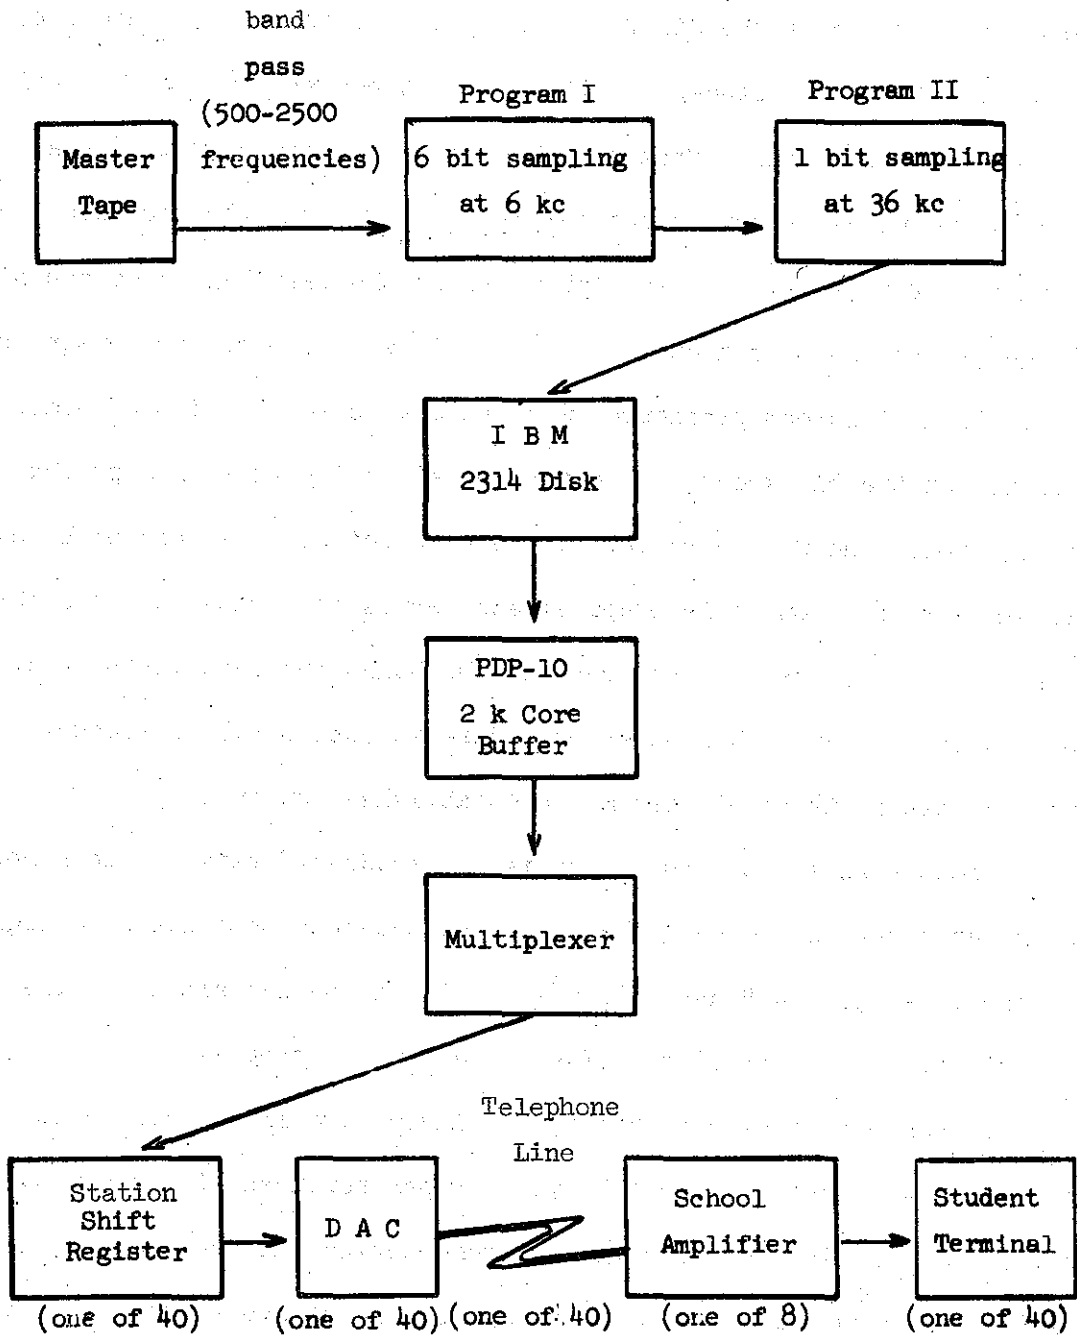 band
pass
(500-2500
frequencies)
Master
Tape
Program I
6 bit sampling
at 6 kc
Program II
1 bit sampling
at 36 kc
I B M
2314 Disk
PDP-10
2 k Core
Buffer
Multiplexer
Telephone
Line
Station
Shift
Register
(one of 40)
D A C
(one of 40)
(one of 40)
School
Amplifier
(one of 8)
Student
Terminal
(one of 40)